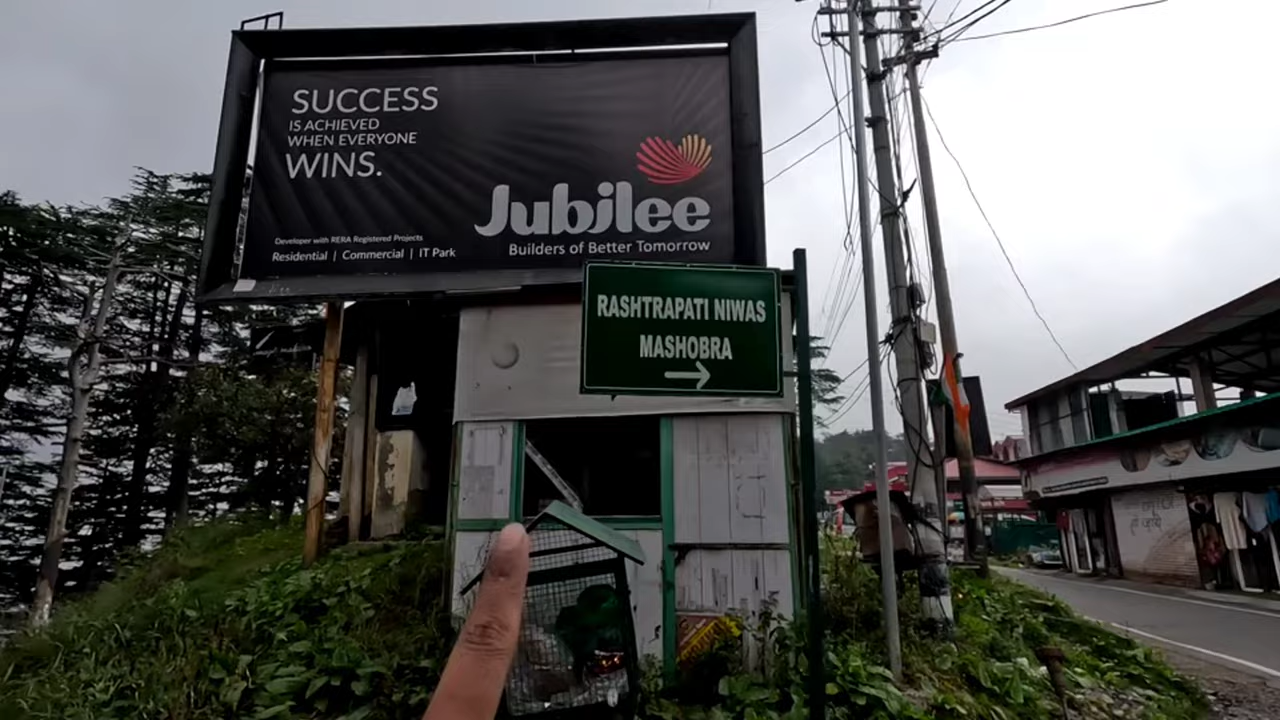 SUCCESS
IS ACHIEVED
WHEN EVERYONE
WINS.
Jubilee
Builders of Better Tomorrow
Developer with RERA Registered Projects
Residential | Commercial | IT Park
RASHTRAPATI NIWAS
MASHOBRA